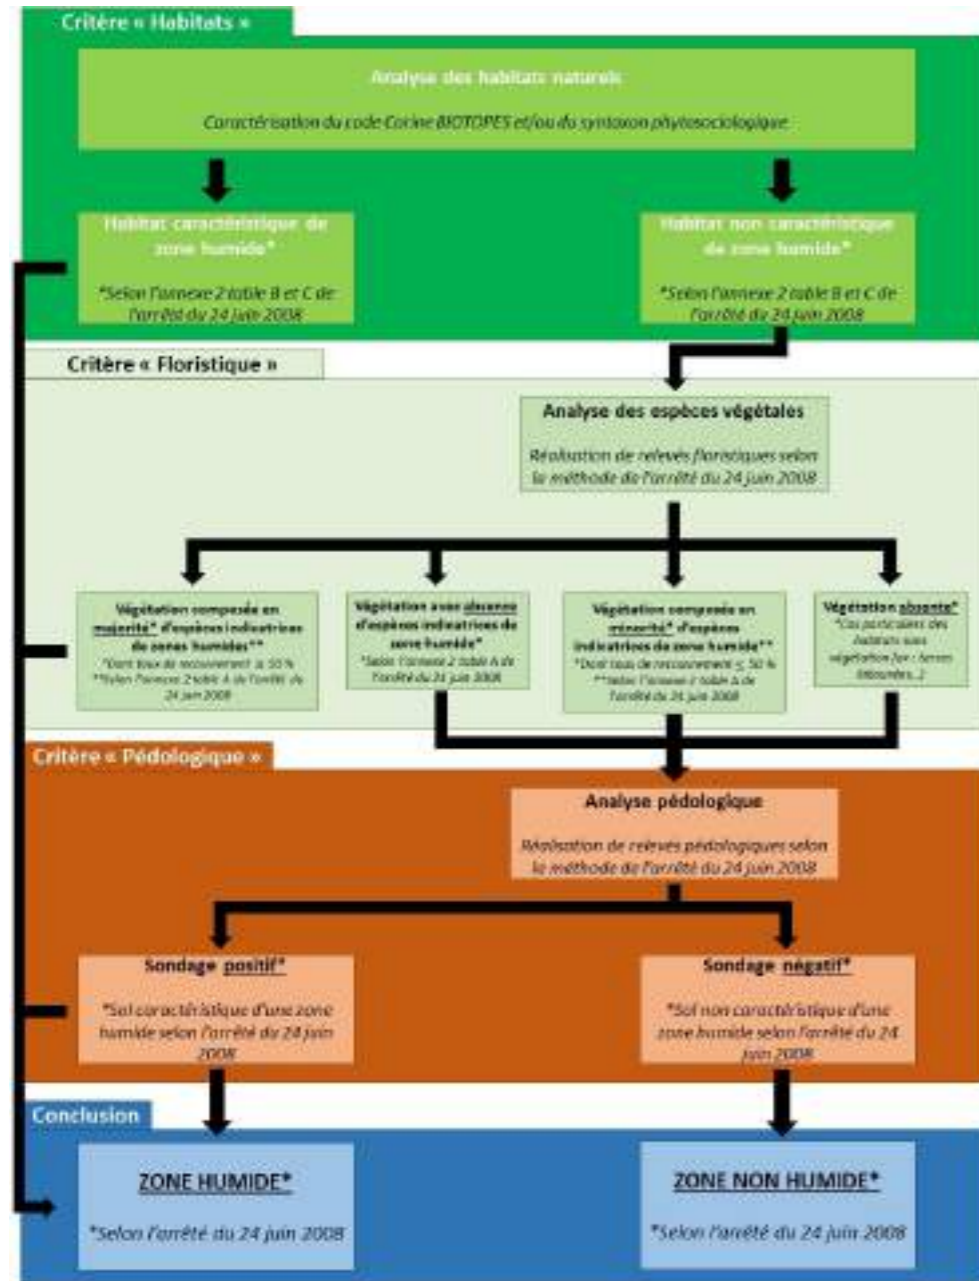 Critère « Habitats »
Analyse des habitats naturels
Caractérisation du code Corine BIOTOPES et/ou du syntaxon phytosociologique
Habitat caractéristique de
zone humide*
*Selon l'annexe 2 table B et C de
l'arrêté du 24 juin 2008
Habitat non caractéristique
de zone humide*
*Selon l'annexe 2 table B et C de
l'arrêté du 24 juin 2008
Critère « Floristique »
Analyse des espèces végétales
Réalisation de relevés floristiques selon
la méthode de l'arrêté du 24 juin 2008
Végétation composée en
majorité* d'espèces indicatrices
de zones humides**
*Dont taux de recouvrement ≥ 50 %
**Selon l'annexe 2 table A de l'arrêté du
24 juin 2008
Végétation avec absence
d'espèces indicatrices de
zone humide*
*Selon l'annexe 2 table A de
l'arrêté du 24 juin 2008
Végétation composée en
minorité* d'espèces
indicatrices de zone humide**
*Dont taux de recouvrement ≤ 50 %
**Selon l'annexe 2 table A de
l'arrêté du 24 juin 2008
Végétation absente*
*Cas particuliers des
habitats sans
végétation (ex : terres
labourées...)
Critère « Pédologique »
Analyse pédologique
Réalisation de relevés pédologiques selon
la méthode de l'arrêté du 24 juin 2008
Sondage positif*
*Sol caractéristique d'une zone
humide selon l'arrêté du 24 juin
2008
Sondage négatif*
*Sol non caractéristique d'une
zone humide selon l'arrêté du 24
juin 2008
Conclusion
ZONE HUMIDE*
*Selon l'arrêté du 24 juin 2008
ZONE NON HUMIDE*
*Selon l'arrêté du 24 juin 2008